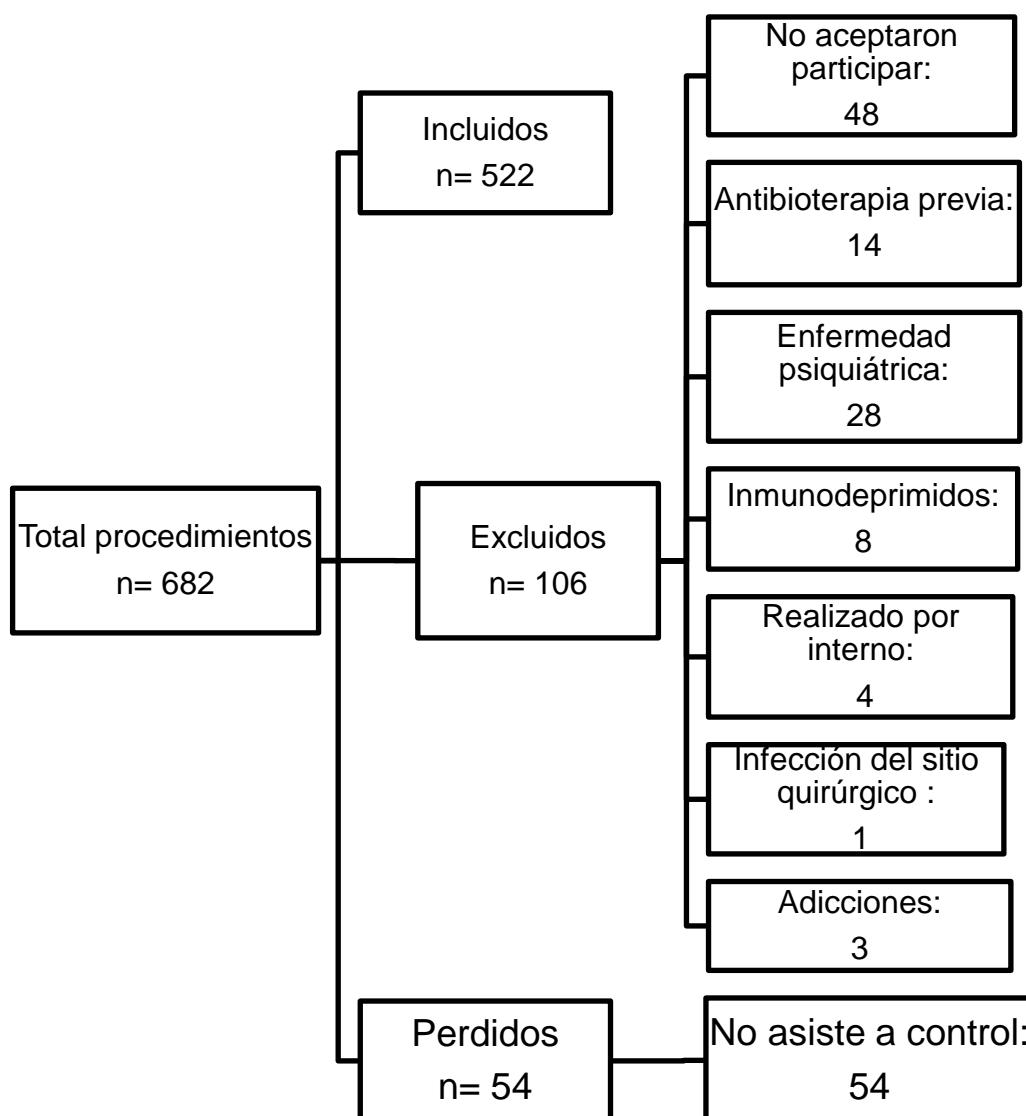 Total procedimientos
n= 682
Incluidos
n= 522
Excluidos
n= 106
No aceptaron
participar:
48
Antibioterapia previa:
14
Enfermedad
psiquiátrica:
28
Inmunodeprimidos:
8
Realizado por
interno:
4
Infección del sitio
quirúrgico :
1
Adicciones:
3
Perdidos
n= 54
No asiste a control:
54